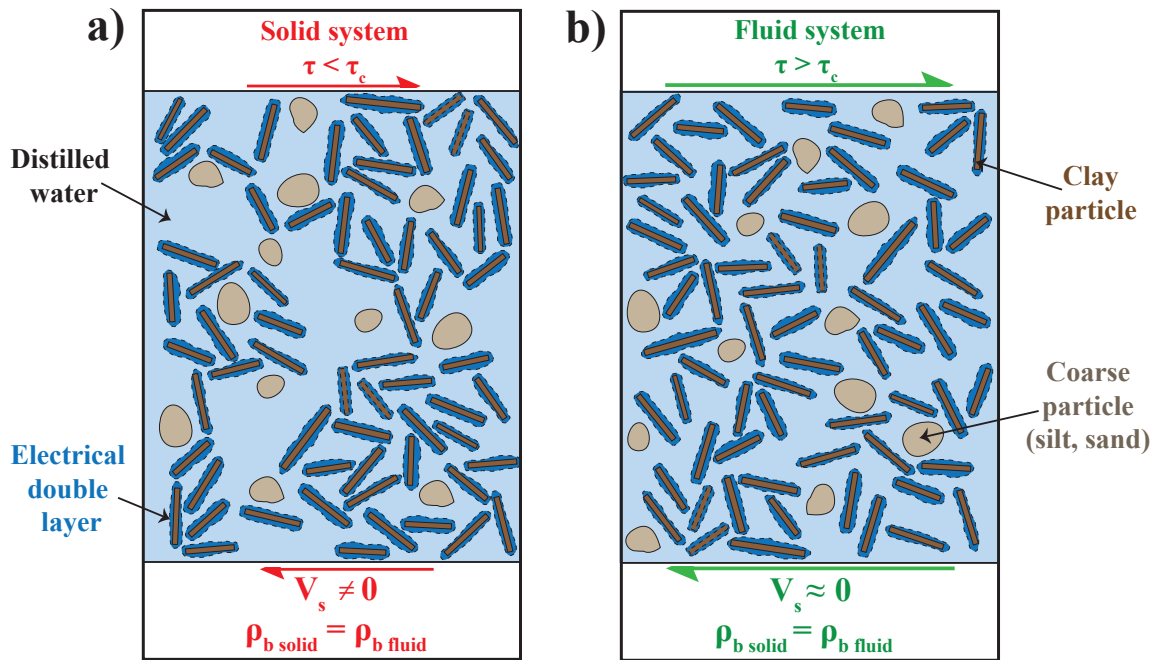 a)
Solid system
τ < τc
Distilled
water
Electrical
double
layer
Vs ≠ 0
ρb solid = ρb fluid
b)
Fluid system
τ > τc
Clay
particle
Coarse
particle
(silt, sand)
Vs ≈ 0
ρb solid = ρb fluid